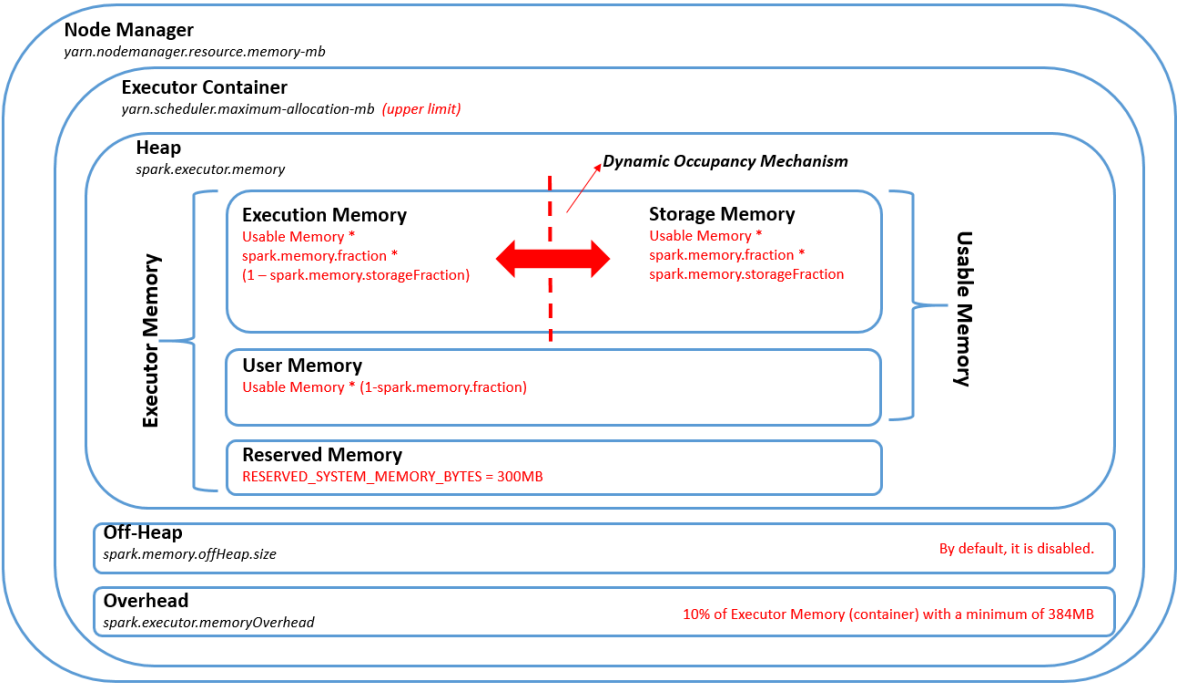 Node Manager
yarn.nodemanager.resource.memory-mb
Executor Container
yarn.scheduler.maximum-allocation-mb (upper limit)
Heap
spark.executor.memory
Dynamic Occupancy Mechanism
Executor Memory
Execution Memory
Usable Memory *
spark.memory.fraction *
(1 – spark.memory.storageFraction)
Storage Memory
Usable Memory *
spark.memory.fraction *
spark.memory.storageFraction
Usable Memory
User Memory
Usable Memory * (1-spark.memory.fraction)
Reserved Memory
RESERVED_SYSTEM_MEMORY_BYTES = 300MB
Off-Heap
spark.memory.offHeap.size
By default, it is disabled.
Overhead
spark.executor.memoryOverhead
10% of Executor Memory (container) with a minimum of 384MB